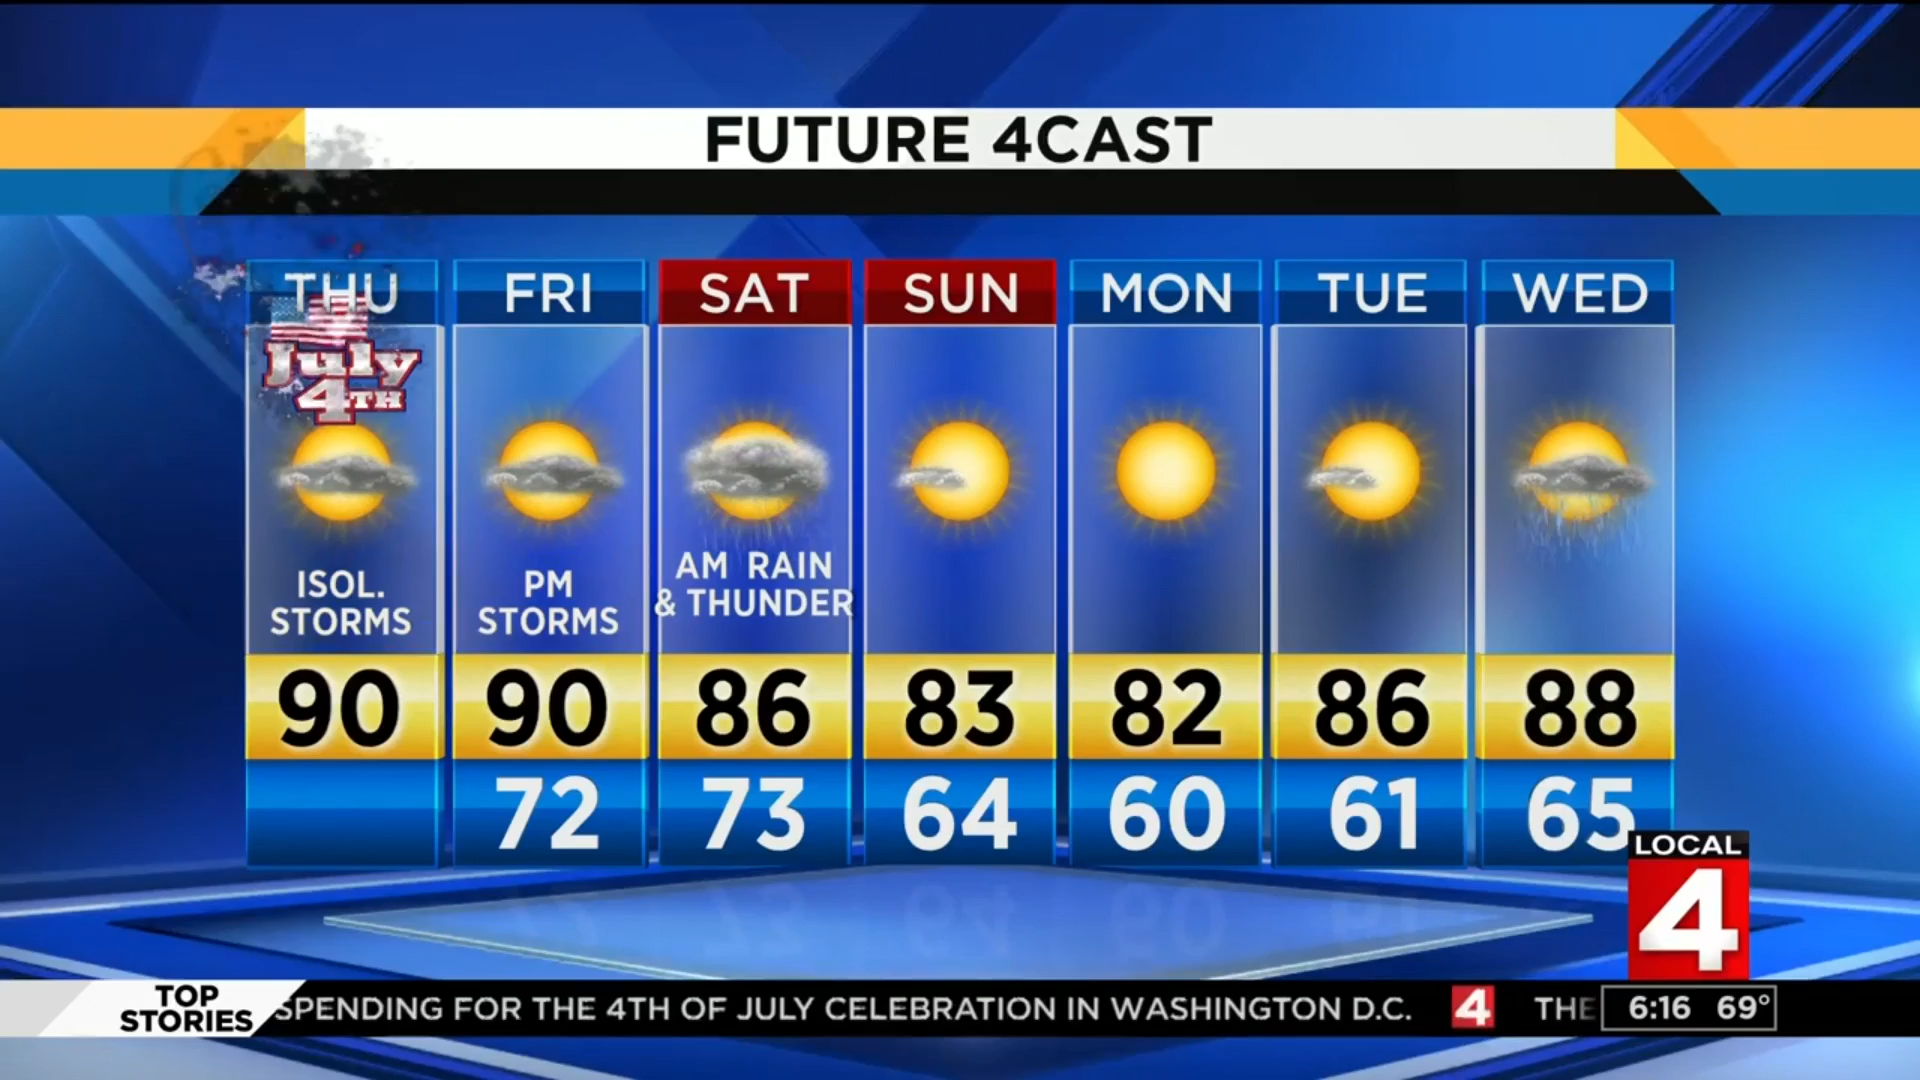 FUTURE 4CAST
THU
FRI
SAT
SUN
MON
TUE
WED
July
4TH
ISOL.
STORMS
PM
STORMS
AM RAIN
& THUNDER
90
90
86
83
82
86
88
72
73
64
60
61
65
LOCAL
4
TOP
STORIES
SPENDING FOR THE 4TH OF JULY CELEBRATION IN WASHINGTON D.C.
4
THE
6:16 69°